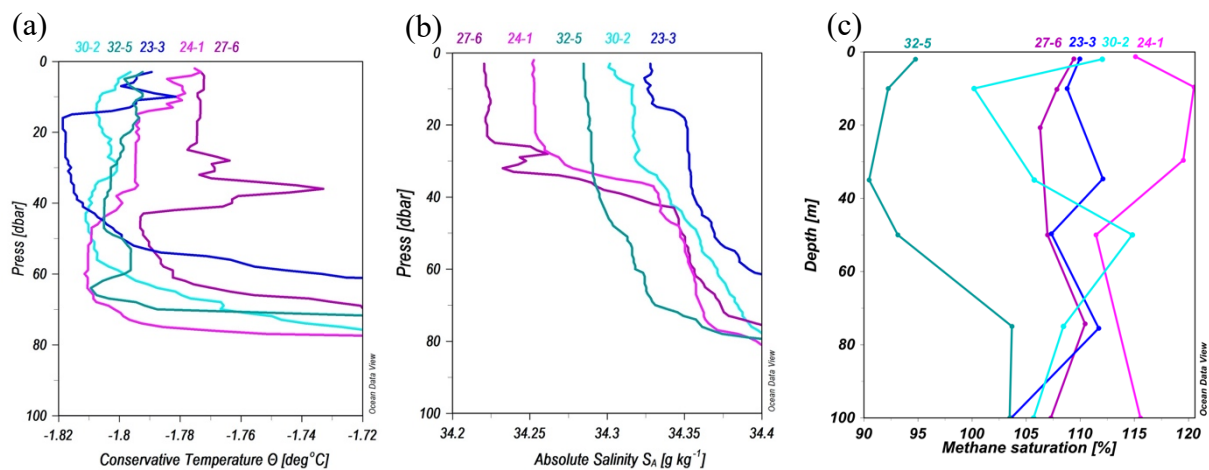 (a)
30-2 32-5 23-3 24-1 27-6
0
20
40
60
80
100
Press [dbar]
-1.82 -1.8 -1.78 -1.76 -1.74 -1.72
Conservative Temperature Θ [deg°C]
Ocean Data View
(b)
27-6 24-1 32-5 30-2 23-3
0
20
40
60
80
100
Press [dbar]
34.2 34.25 34.3 34.35 34.4
Absolute Salinity SA [g kg-1]
Ocean Data View
(c)
32-5 27-6 23-3 30-2 24-1
0
20
40
60
80
100
Depth [m]
90 95 100 105 110 115 120
Methane saturation [%]
Ocean Data View